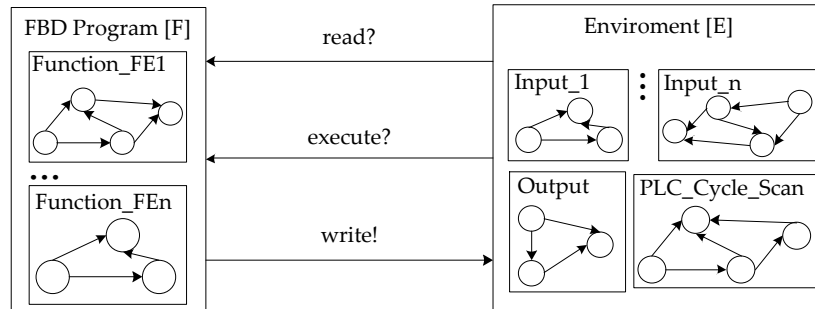 FBD Program [F]
Function_FE1
...
Function_FEn
read?
execute?
write!
Enviroment [E]
Input_1
Input_n
Output
PLC_Cycle_Scan